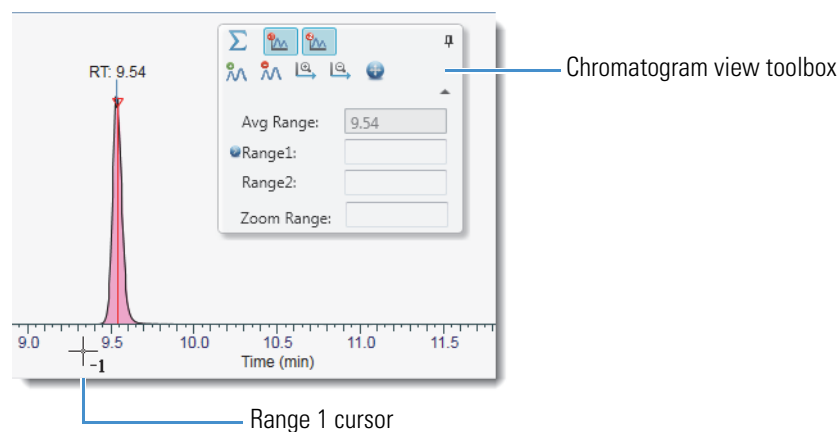 RT: 9.54
Chromatogram view toolbox
Avg Range: 9.54
Range1:
Range2:
Zoom Range:
9.0 9.5 10.0 10.5 11.0 11.5
Time (min)
-1
Range 1 cursor